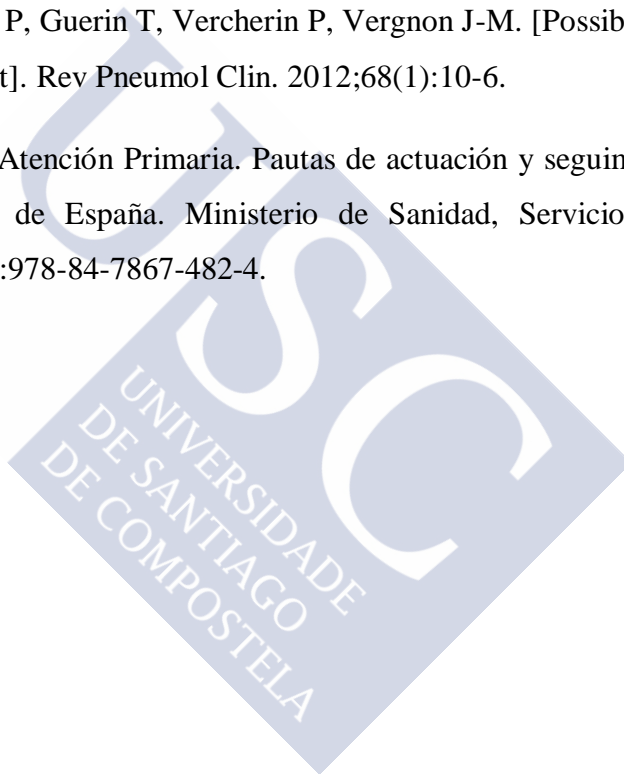 P, Guerin T, Vercherin P, Vergnon J-M. [Possib
t]. Rev Pneumol Clin. 2012;68(1):10-6.
Atención Primaria. Pautas de actuación y seguin
de España. Ministerio de Sanidad, Servicio
:978-84-7867-482-4.
USC
UNIVERSIDADE
DE SANTIAGO
DE COMPOSTELA